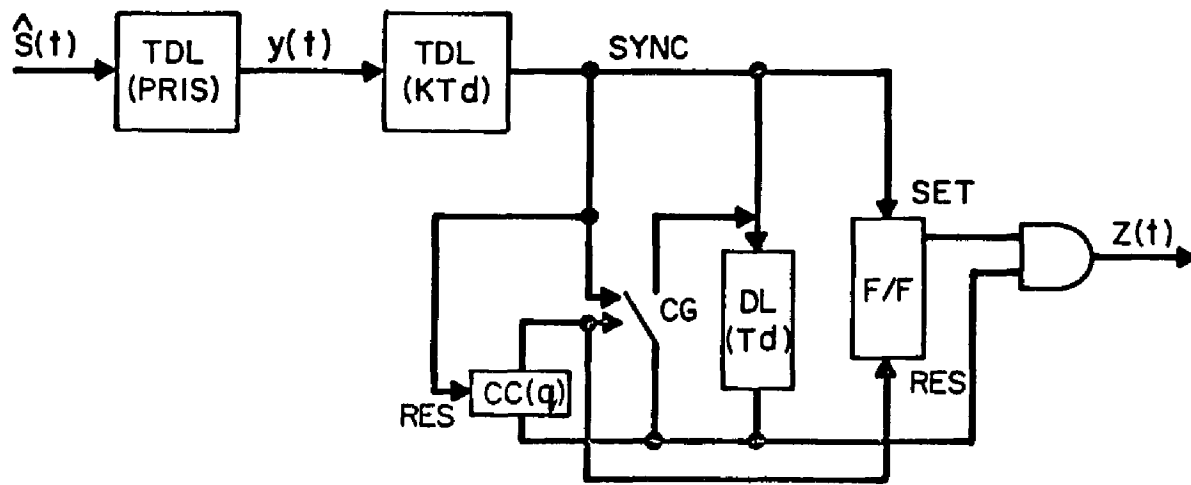 Ŝ(t)
TDL
(PRIS)
y(t)
TDL
(KTd)
SYNC
SET
Z(t)
CG
DL
(Td)
F/F
RES
CC(q)
RES